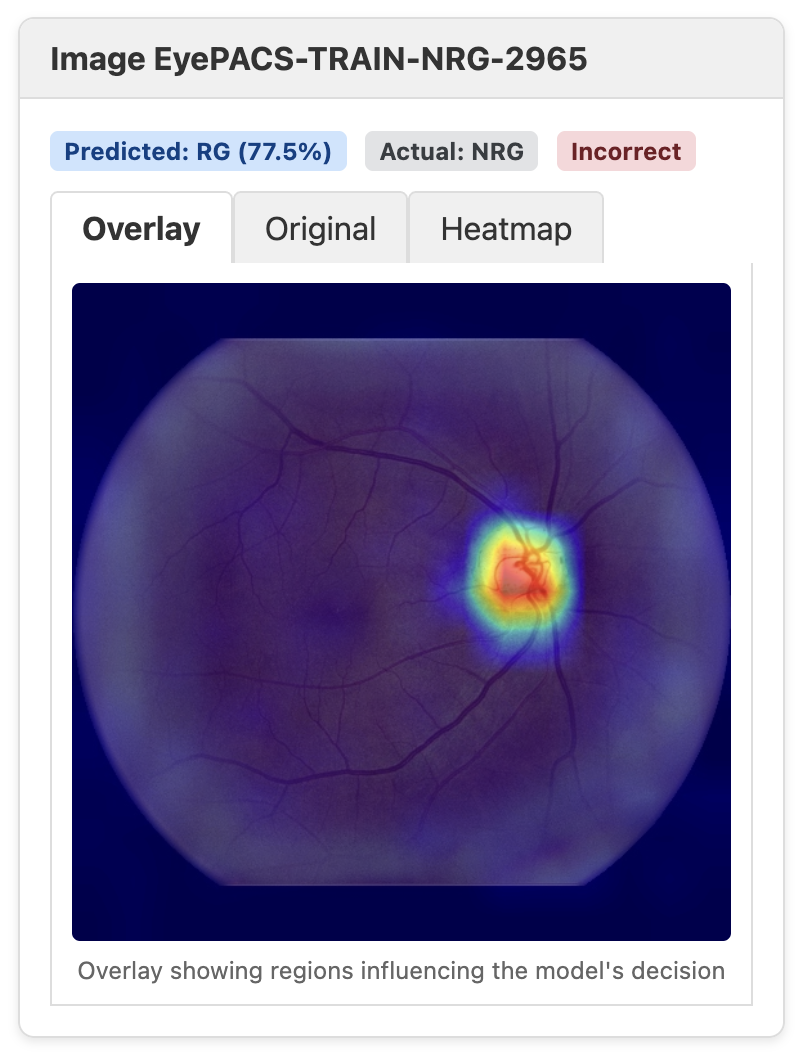 Image EyePACS-TRAIN-NRG-2965
Predicted: RG (77.5%) Actual: NRG Incorrect
Overlay Original Heatmap
Overlay showing regions influencing the model's decision